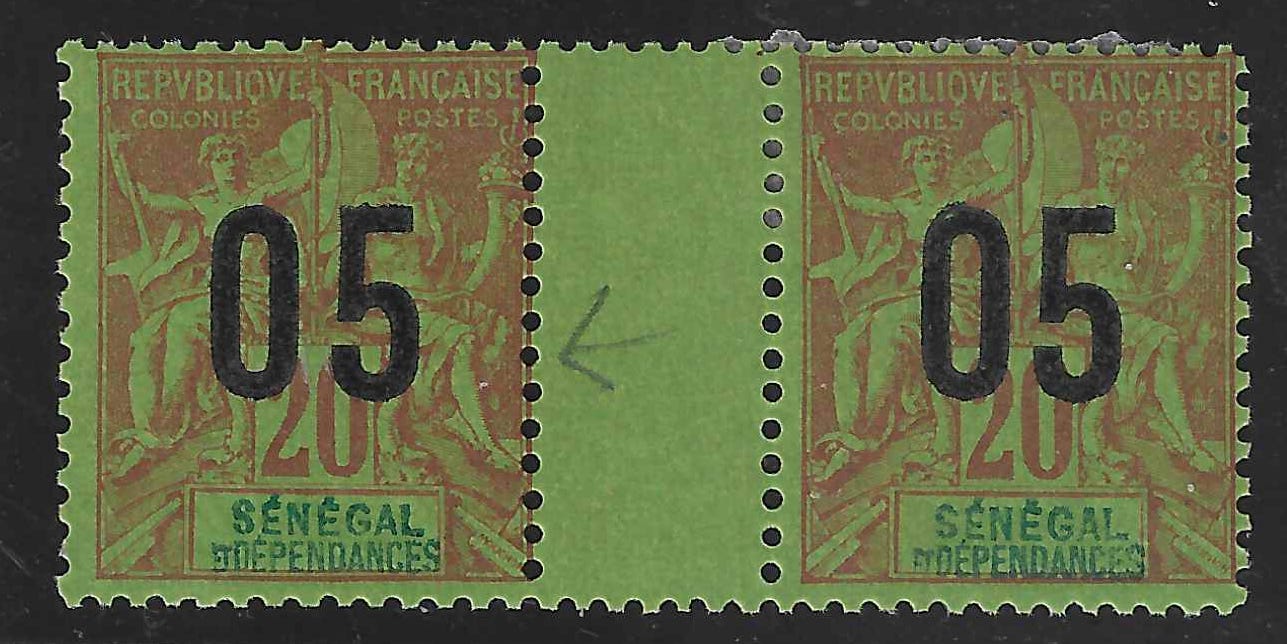 REPVBLIQVE FRANÇAISE
COLONIES POSTES
05
20
SÉNÉGAL
ET DÉPENDANCES
REPVBLIQVE FRANÇAISE
COLONIES POSTES
05
20
SÉNÉGAL
ET DÉPENDANCES